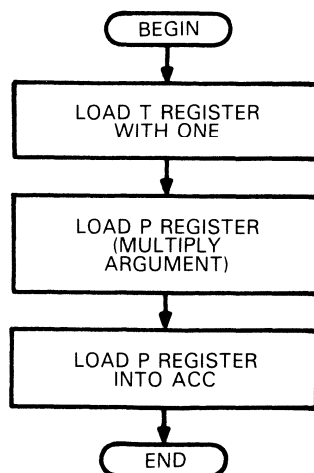 BEGIN
LOAD T REGISTER
WITH ONE
LOAD P REGISTER
(MULTIPLY
ARGUMENT)
LOAD P REGISTER
INTO ACC
END